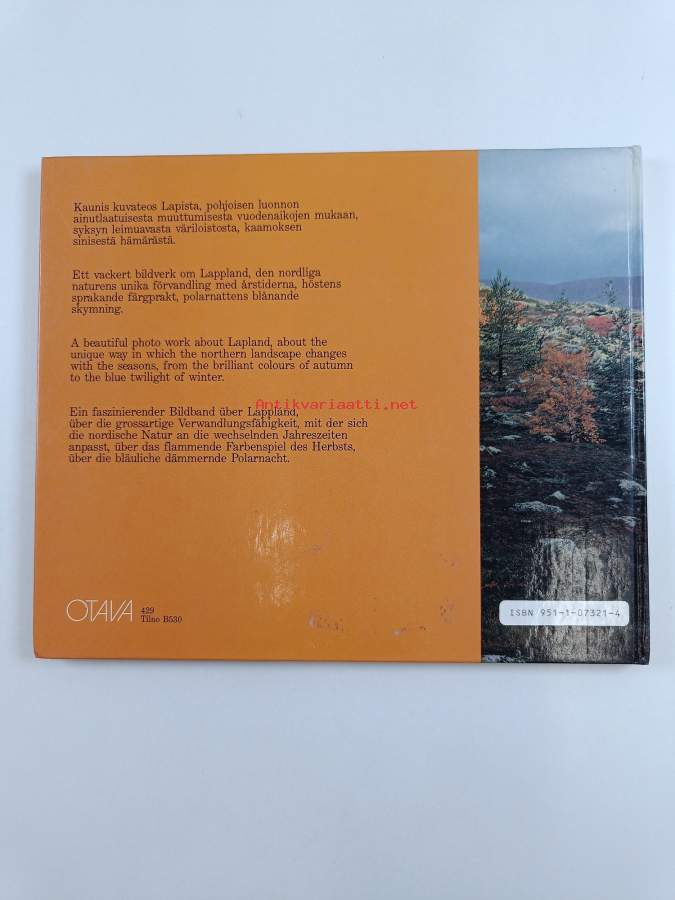 Kaunis kuvateos Lapista, pohjoisen luonnon
ainutlaatuisesta muuttumisesta vuodenaikojen mukaan,
syksyn leimuavasta väriloistosta, kaamoksen
sinisestä hämärästä.
Ett vackert bildverk om Lappland, den nordliga
naturens unika förvandling med årstiderna, höstens
sprakande färgprakt, polarnattens blånande
skymning.
A beautiful photo work about Lapland, about the
unique way in which the northern landscape changes
with the seasons, from the brilliant colours of autumn
to the blue twilight of winter.
Antikvariaatti.net
Ein faszinierender Bildband über Lappland,
über die grossartige Verwandlungsfähigkeit, mit der sich
die nordische Natur an die wechselnden Jahreszeiten
anpasst, über das flammende Farbenspiel des Herbsts,
über die bläuliche dämmernde Polarnacht.
OTAVA
429
Tilno B530
ISBN 951-1-07321-4